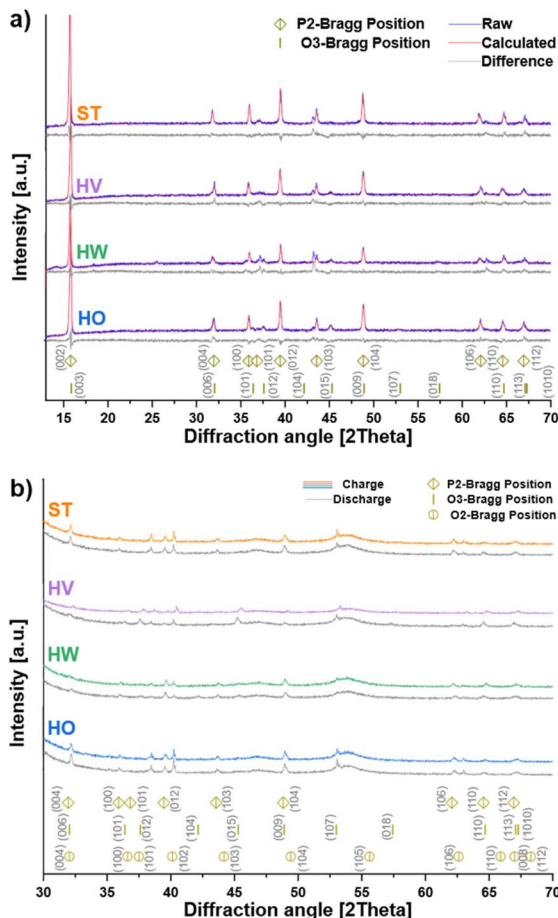 a)
P2-Bragg Position
O3-Bragg Position
Raw
Calculated
Difference
ST
HV
HW
HO
Intensity [a.u.]
(002)
(004)
(100)
(101)
(012)
(103)
(104)
(106)
(110)
(112)
(003)
(006)
(101)
(012)
(104)
(015)
(009)
(107)
(018)
(110)
(113)
(1010)
15 20 25 30 35 40 45 50 55 60 65 70
Diffraction angle [2Theta]
b)
Charge
Discharge
P2-Bragg Position
O3-Bragg Position
O2-Bragg Position
ST
HV
HW
HO
Intensity [a.u.]
(004)
(100)
(101)
(012)
(103)
(104)
(106)
(110)
(112)
(006)
(101)
(012)
(104)
(015)
(009)
(107)
(018)
(110)
(113)
(1010)
(004)
(100)
(101)
(102)
(103)
(104)
(105)
(106)
(110)
(008)
(112)
30 35 40 45 50 55 60 65 70
Diffraction angle [2Theta]